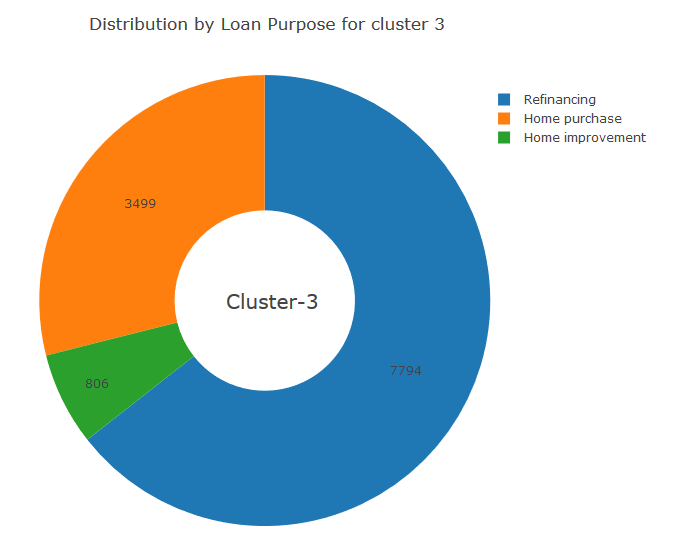 Distribution by Loan Purpose for cluster 3
Refinancing
Home purchase
Home improvement
3499
Cluster-3
7794
806